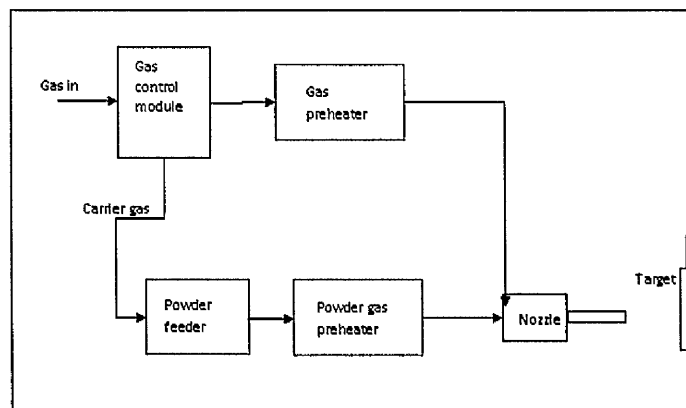 Gas in
Gas
control
module
Gas
preheater
Carrier gas
Powder
feeder
Powder gas
preheater
Nozzle
Target